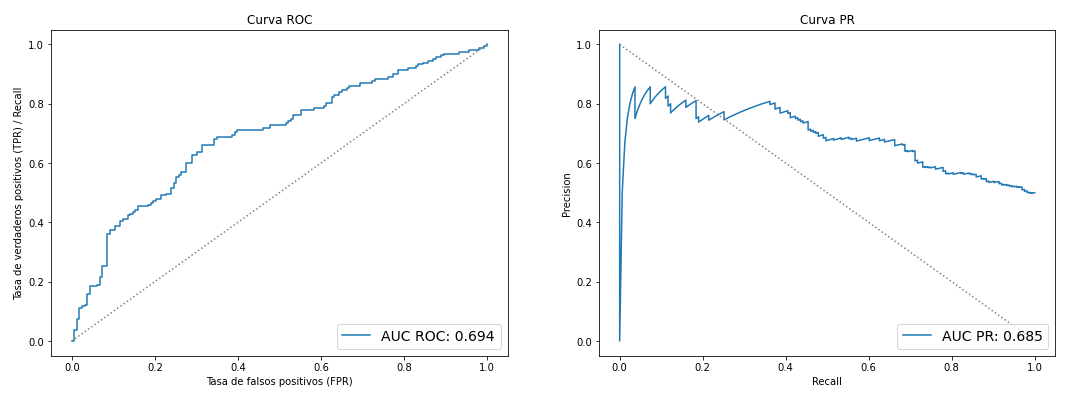 Curva ROC
Tasa de verdaderos positivos (TPR) / Recall
1.0
0.8
0.6
0.4
0.2
0.0
0.0 0.2 0.4 0.6 0.8 1.0
Tasa de falsos positivos (FPR)
AUC ROC: 0.694
Curva PR
Precision
1.0
0.8
0.6
0.4
0.2
0.0
0.0 0.2 0.4 0.6 0.8 1.0
Recall
AUC PR: 0.685